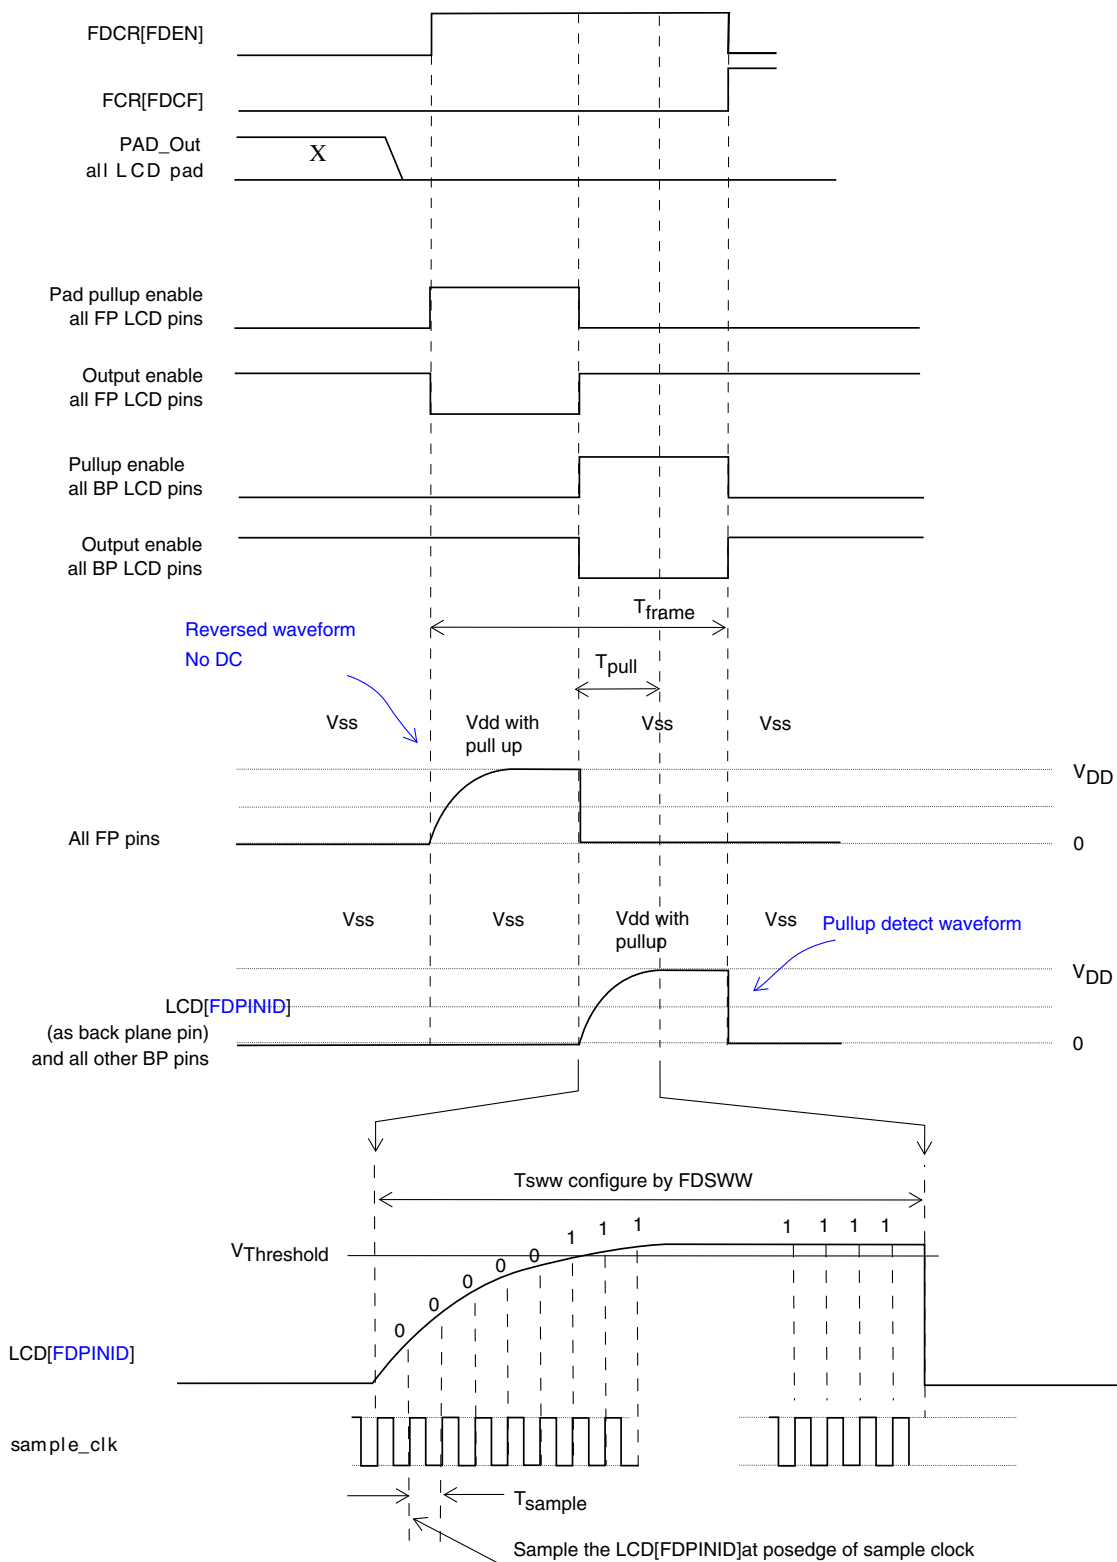 FDCR[FDEN]
FCR[FDCF]
PAD_Out
all LCD pad
X
Pad pullup enable
all FP LCD pins
Output enable
all FP LCD pins
Pullup enable
all BP LCD pins
Output enable
all BP LCD pins
Tframe
Reversed waveform
No DC
Tpull
Vss
Vdd with
pull up
Vss
Vss
VDD
All FP pins
0
Vss
Vss
Vdd with
pullup
Vss
Pullup detect waveform
VDD
LCD[FDPINID]
(as back plane pin)
and all other BP pins
0
Tsww configure by FDSWW
1 1 1 1 1 1 1
VThreshold
0 0 0 0 0
LCD[FDPINID]
sample_clk
Tsample
Sample the LCD[FDPINID]at posedge of sample clock